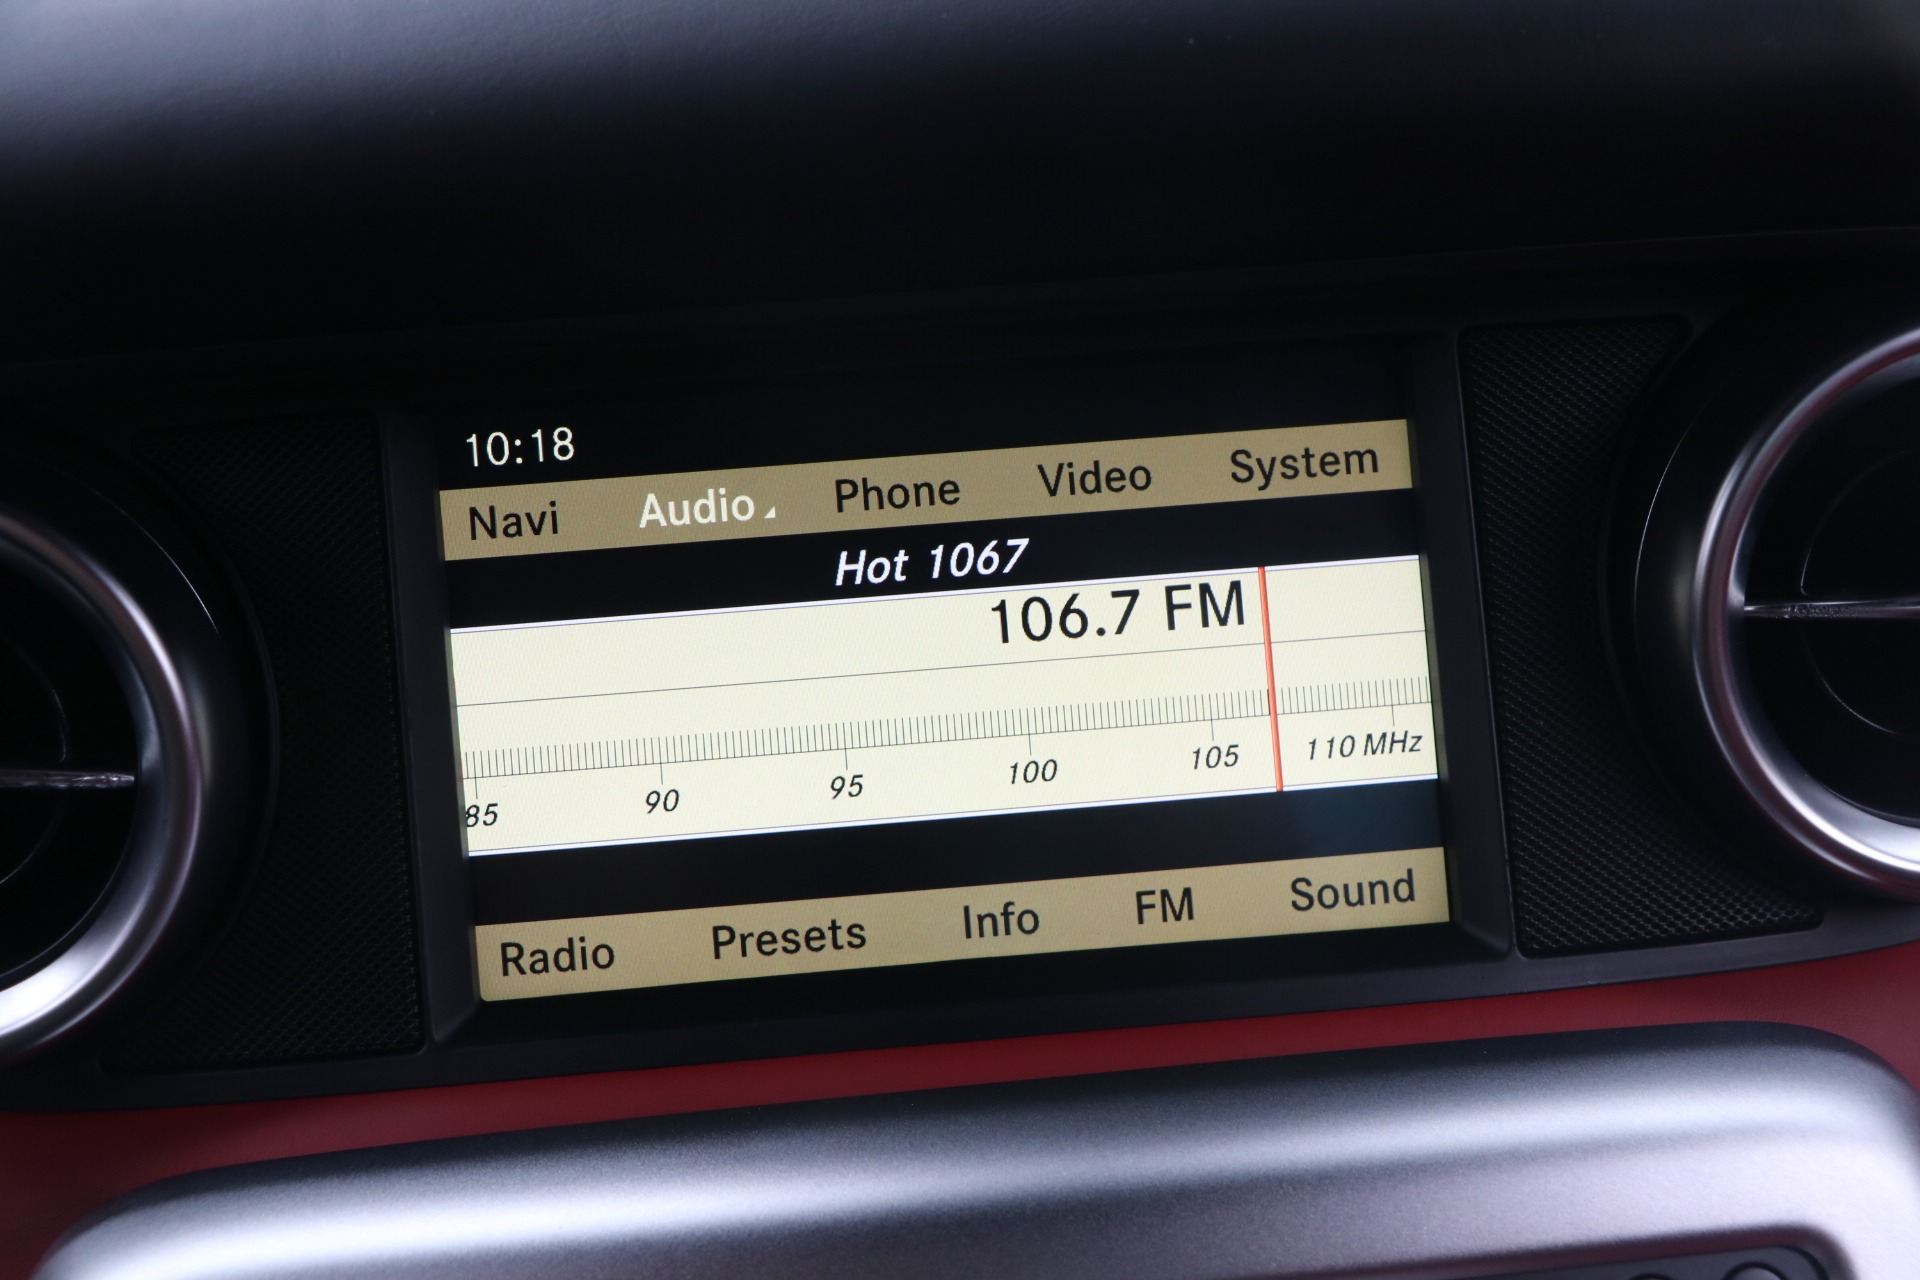 10:18
Navi Audio Phone Video System
Hot 1067
106.7 FM
85 90 95 100 105 110 MHz
Radio Presets Info FM Sound